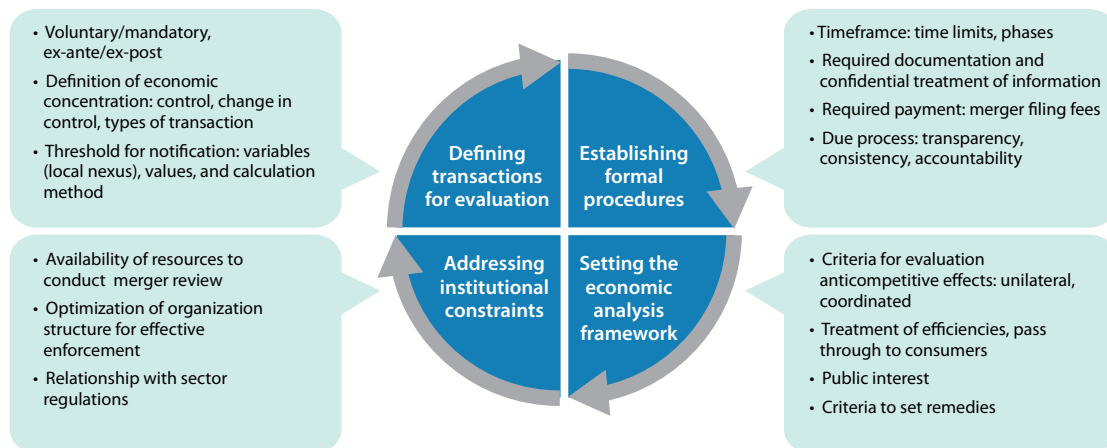 • Voluntary/mandatory,
ex-ante/ex-post
• Definition of economic
concentration: control, change in
control, types of transaction
• Threshold for notification: variables
(local nexus), values, and calculation
method
Defining
transactions
for evaluation
Establishing
formal
procedures
• Timeframce: time limits, phases
• Required documentation and
confidential treatment of information
• Required payment: merger filing fees
• Due process: transparency,
consistency, accountability
• Availability of resources to
conduct merger review
• Optimization of organization
structure for effective
enforcement
• Relationship with sector
regulations
Addressing
institutional
constraints
Setting the
economic
analysis
framework
• Criteria for evaluation
anticompetitive effects: unilateral,
coordinated
• Treatment of efficiencies, pass
through to consumers
• Public interest
• Criteria to set remedies